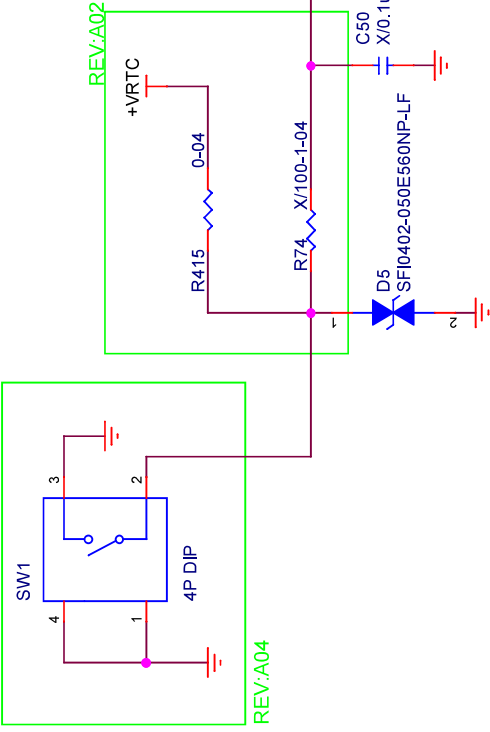 REV:A02
+VRTC
R415
0-04
R74
X/100-1-04
C50
X/0.1u
D5
SFI0402-050E560NP-LF
1
2
SW1
4P DIP
3
2
4
1
REV:A04